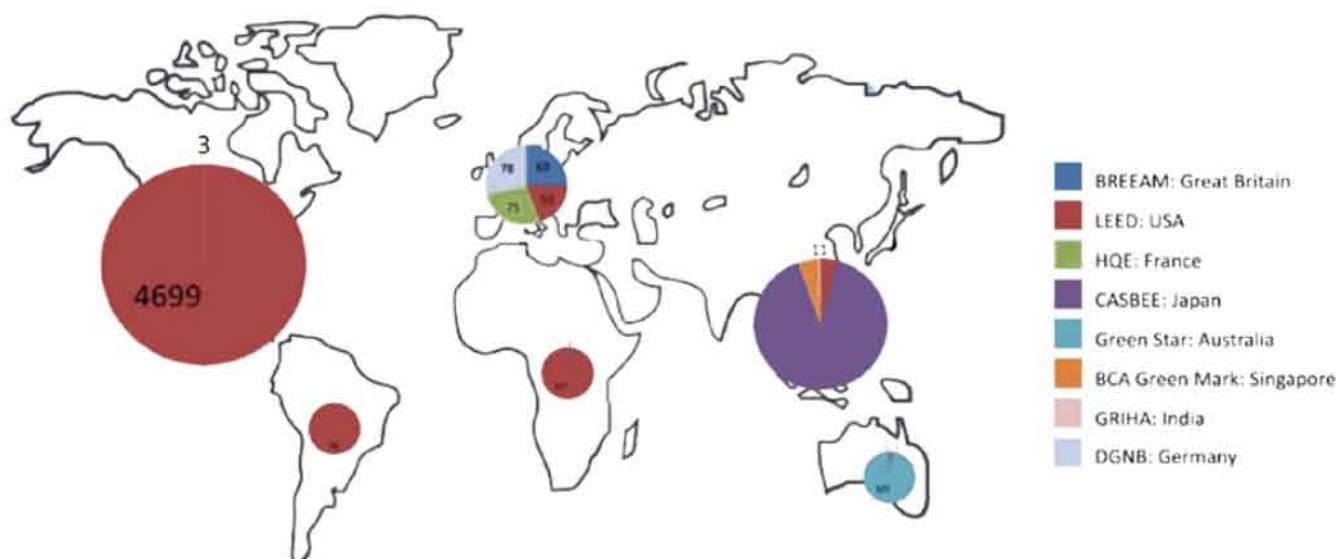 3
4699
78
75
11
BREEAM: Great Britain
LEED: USA
HQE: France
CASBEE: Japan
Green Star: Australia
BCA Green Mark: Singapore
GRIHA: India
DGNB: Germany